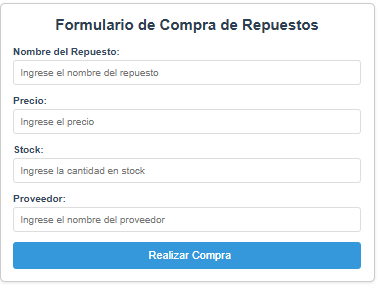 Formulario de Compra de Repuestos
Nombre del Repuesto:
Ingrese el nombre del repuesto
Precio:
Ingrese el precio
Stock:
Ingrese la cantidad en stock
Proveedor:
Ingrese el nombre del proveedor
Realizar Compra